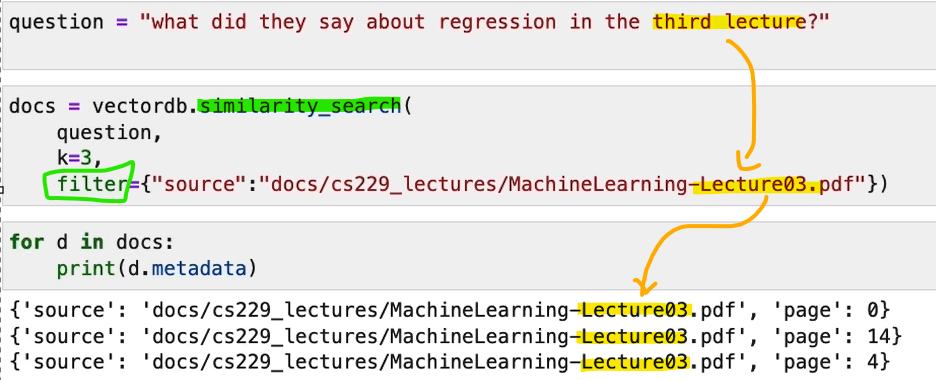 question = "what did they say about regression in the third lecture?"
docs = vectordb.similarity_search(
    question,
    k=3,
    filter={"source":"docs/cs229_lectures/MachineLearning-Lecture03.pdf"})
for d in docs:
    print(d.metadata)
{'source': 'docs/cs229_lectures/MachineLearning-Lecture03.pdf', 'page': 0}
{'source': 'docs/cs229_lectures/MachineLearning-Lecture03.pdf', 'page': 14}
{'source': 'docs/cs229_lectures/MachineLearning-Lecture03.pdf', 'page': 4}